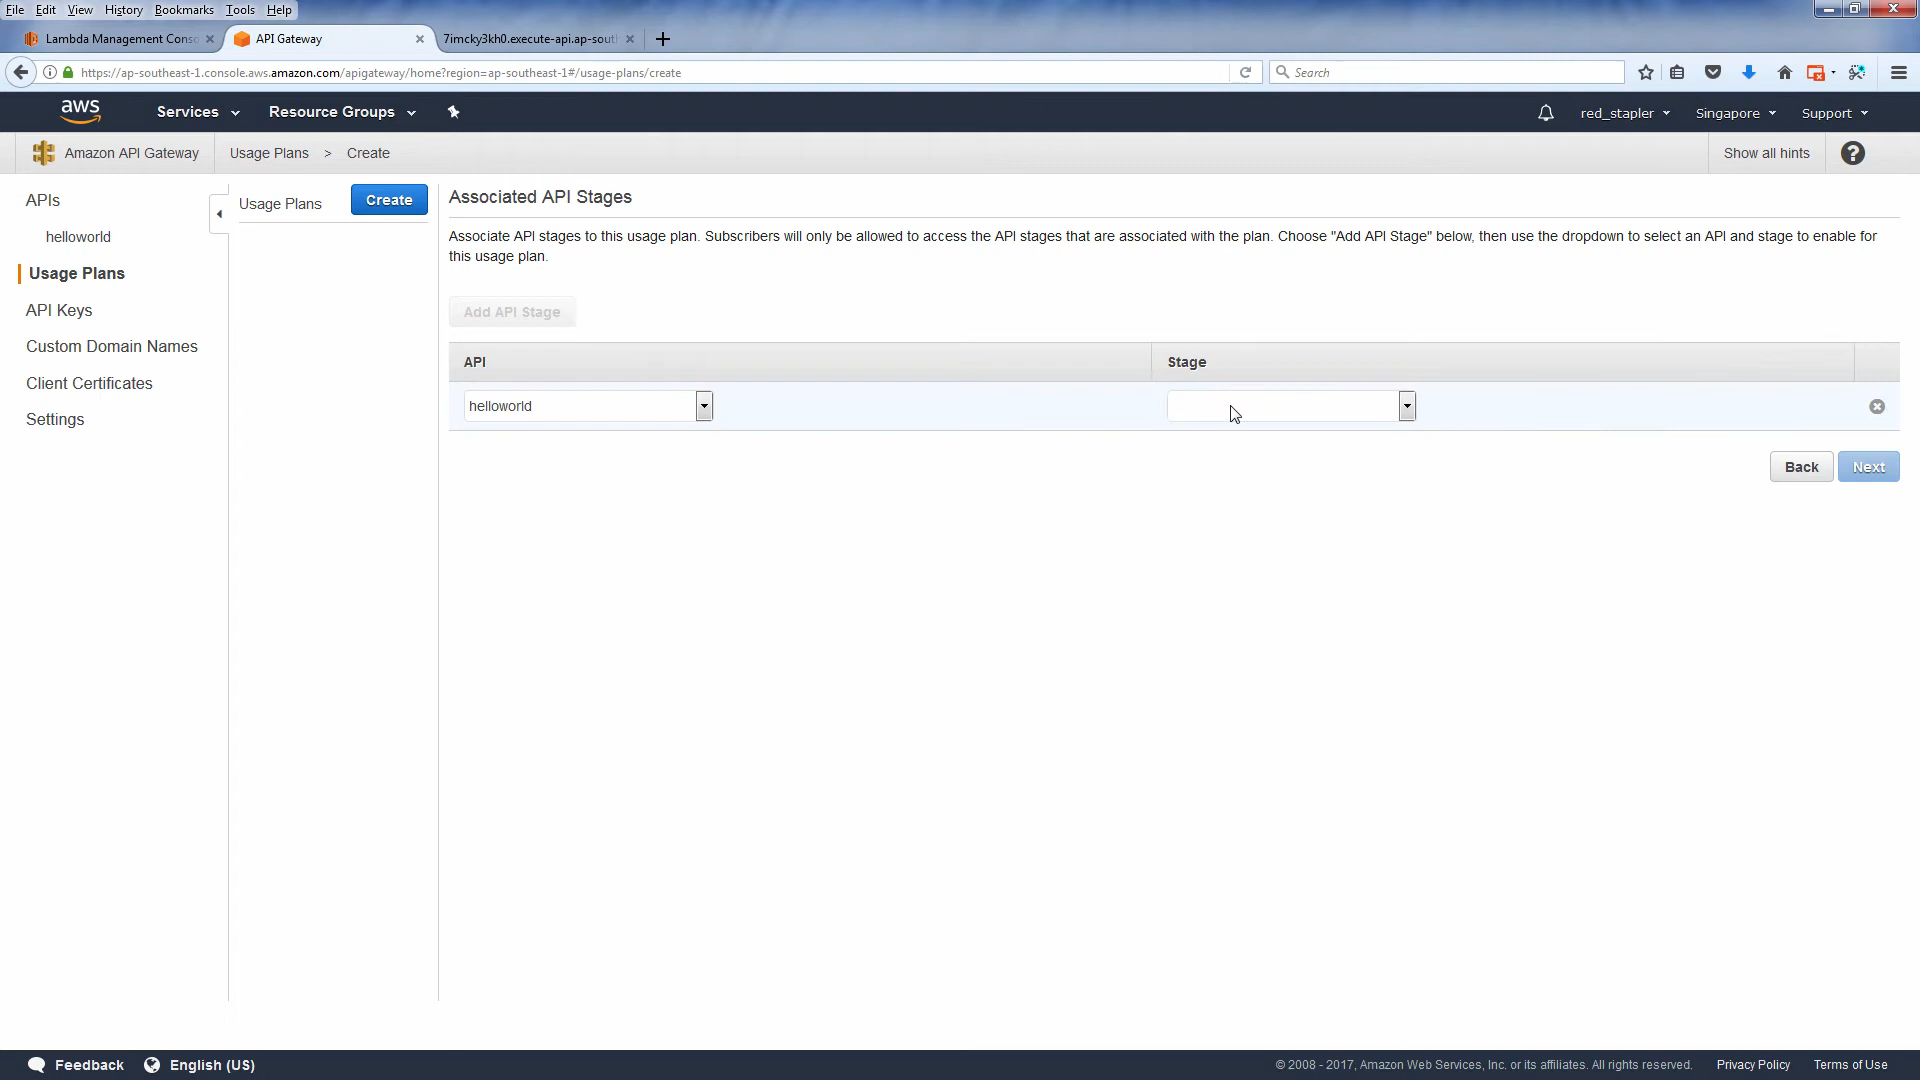 File Edit View History Bookmarks Tools Help
Lambda Management Conso
API Gateway
7imcky3kh0.execute-api.ap-sout
https://ap-southeast-1.console.aws.amazon.com/apigateway/home?region=ap-southeast-1#/usage-plans/create
Search
aws
Services
Resource Groups
red_stapler
Singapore
Support
Amazon API Gateway
Usage Plans > Create
Show all hints
?
APIs
helloworld
Usage Plans
API Keys
Custom Domain Names
Client Certificates
Settings
Usage Plans
Create
Associated API Stages
Associate API stages to this usage plan. Subscribers will only be allowed to access the API stages that are associated with the plan. Choose "Add API Stage" below, then use the dropdown to select an API and stage to enable for
this usage plan.
Add API Stage
API
Stage
helloworld
Back
Next
Feedback
English (US)
© 2008 - 2017, Amazon Web Services, Inc. or its affiliates. All rights reserved.
Privacy Policy
Terms of Use